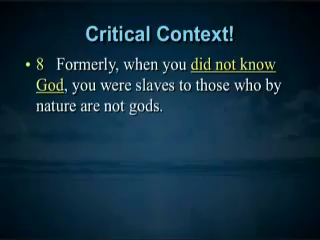 Critical Context!
• 8 Formerly, when you did not know
God, you were slaves to those who by
nature are not gods.